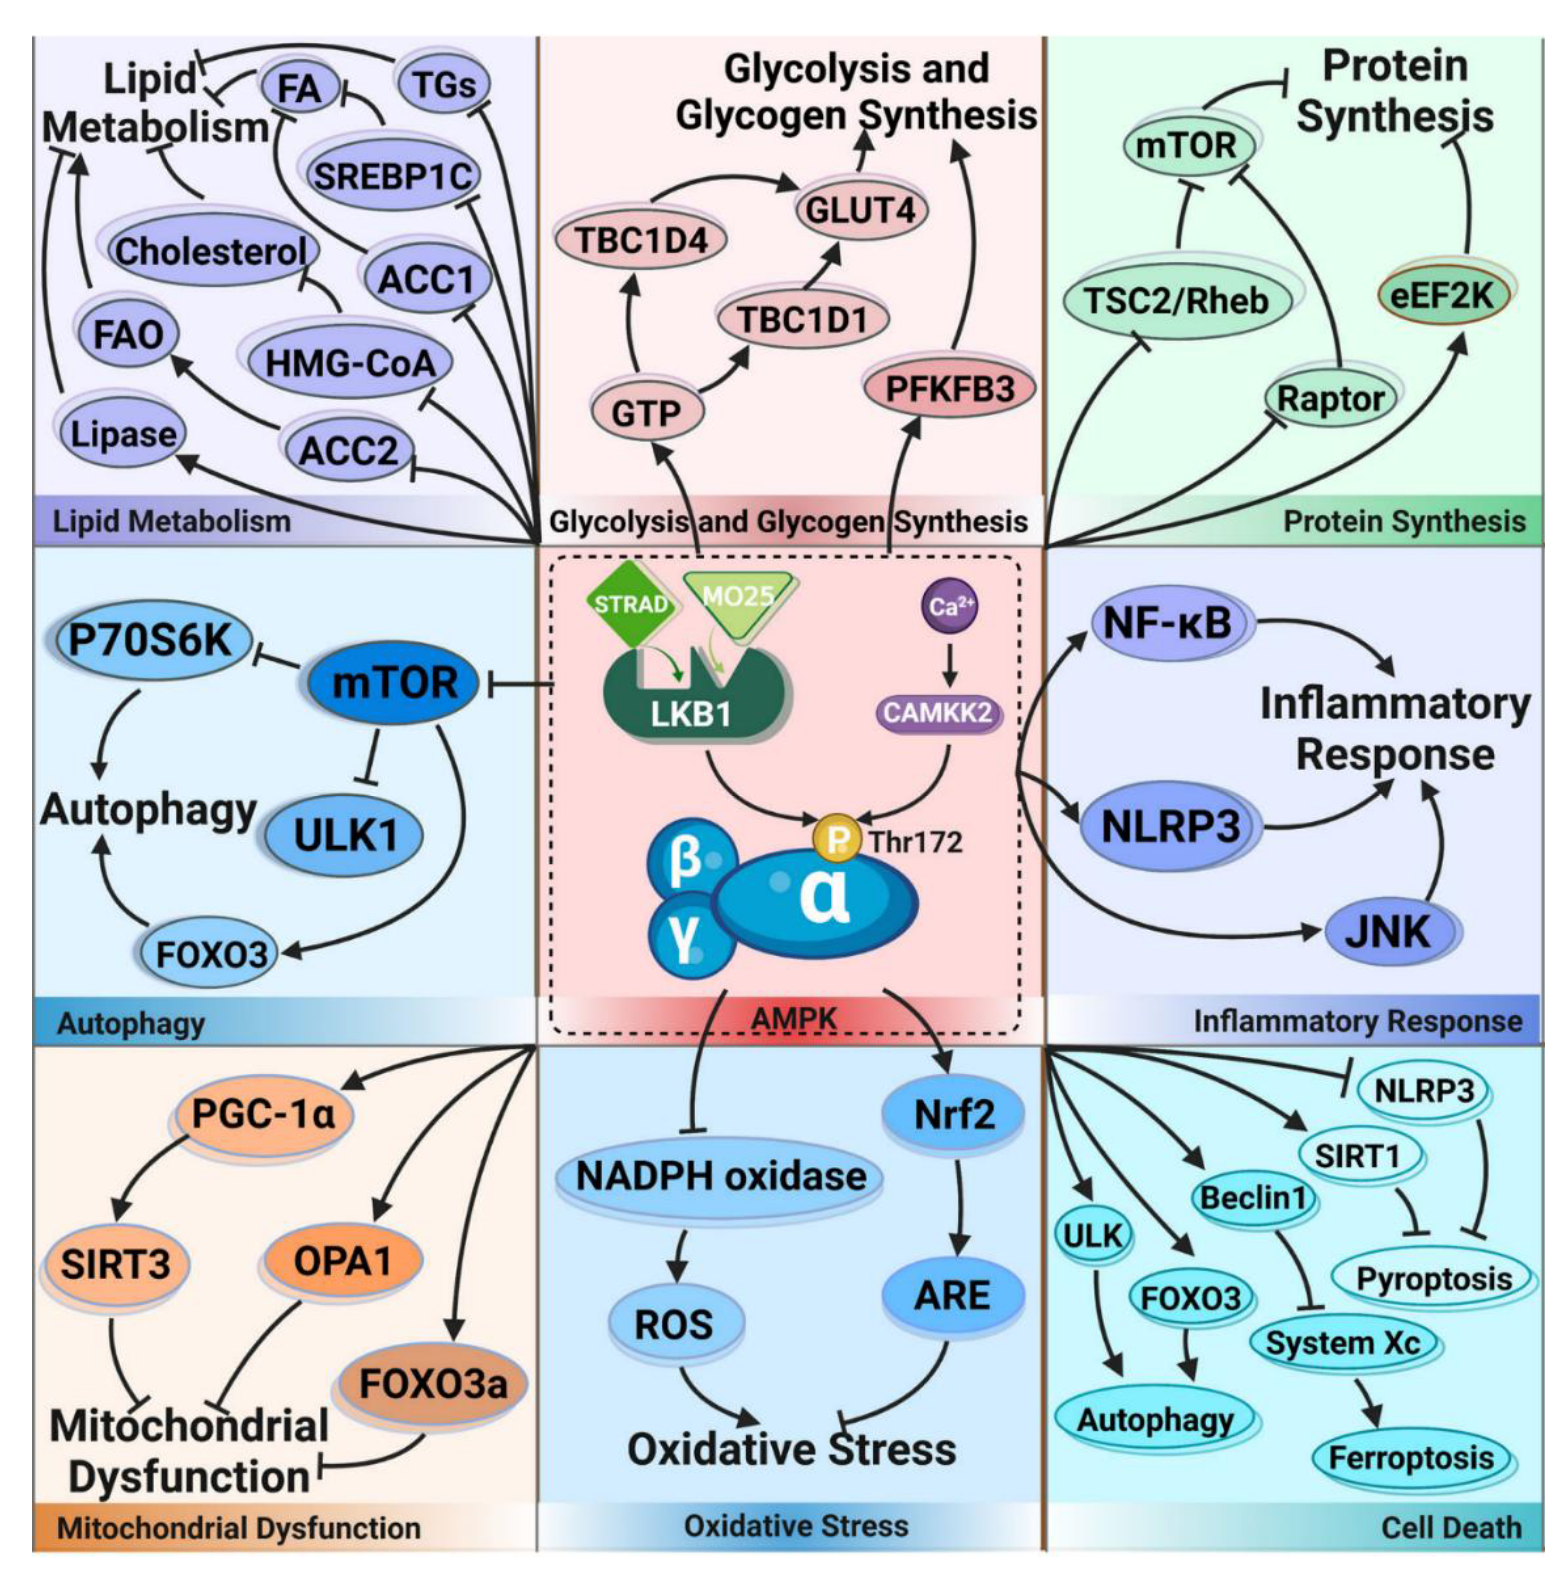 Lipid
Metabolism
FA
TGs
SREBP1C
Cholesterol
ACC1
FAO
HMG-CoA
Lipase
ACC2
Lipid Metabolism
Glycolysis and
Glycogen Synthesis
TBC1D4
GLUT4
TBC1D1
GTP
PFKFB3
Glycolysis and Glycogen Synthesis
Protein
Synthesis
mTOR
TSC2/Rheb
eEF2K
Raptor
Protein Synthesis
P70S6K
mTOR
Autophagy
ULK1
FOXO3
Autophagy
STRAD
MO25
Ca²⁺
LKB1
CAMKK2
P
Thr172
β
α
γ
AMPK
NF-κB
Inflammatory
Response
NLRP3
JNK
Inflammatory Response
PGC-1α
SIRT3
OPA1
FOXO3a
Mitochondrial
Dysfunction
Mitochondrial Dysfunction
Nrf2
NADPH oxidase
ROS
ARE
Oxidative Stress
Oxidative Stress
NLRP3
SIRT1
Beclin1
ULK
Pyroptosis
FOXO3
System Xc
Autophagy
Ferroptosis
Cell Death